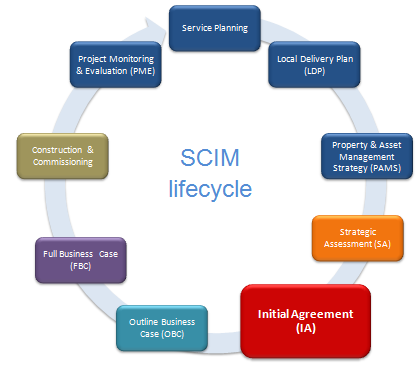 Service Planning
Local Delivery Plan
(LDP)
Property & Asset
Management
Strategy (PAMS)
Strategic
Assessment (SA)
Initial Agreement
(IA)
Outline Business
Case (OBC)
Full Business Case
(FBC)
Construction &
Commissioning
Project Monitoring
& Evaluation (PME)
SCIM
lifecycle